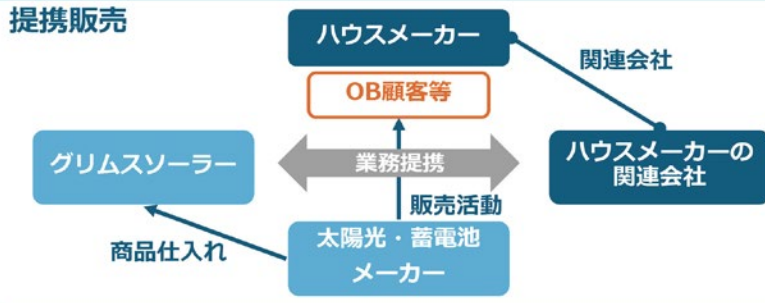 提携販売
ハウスメーカー
関連会社
OB顧客等
グリムスソーラー
業務提携
ハウスメーカーの
関連会社
販売活動
商品仕入れ
太陽光・蓄電池
メーカー